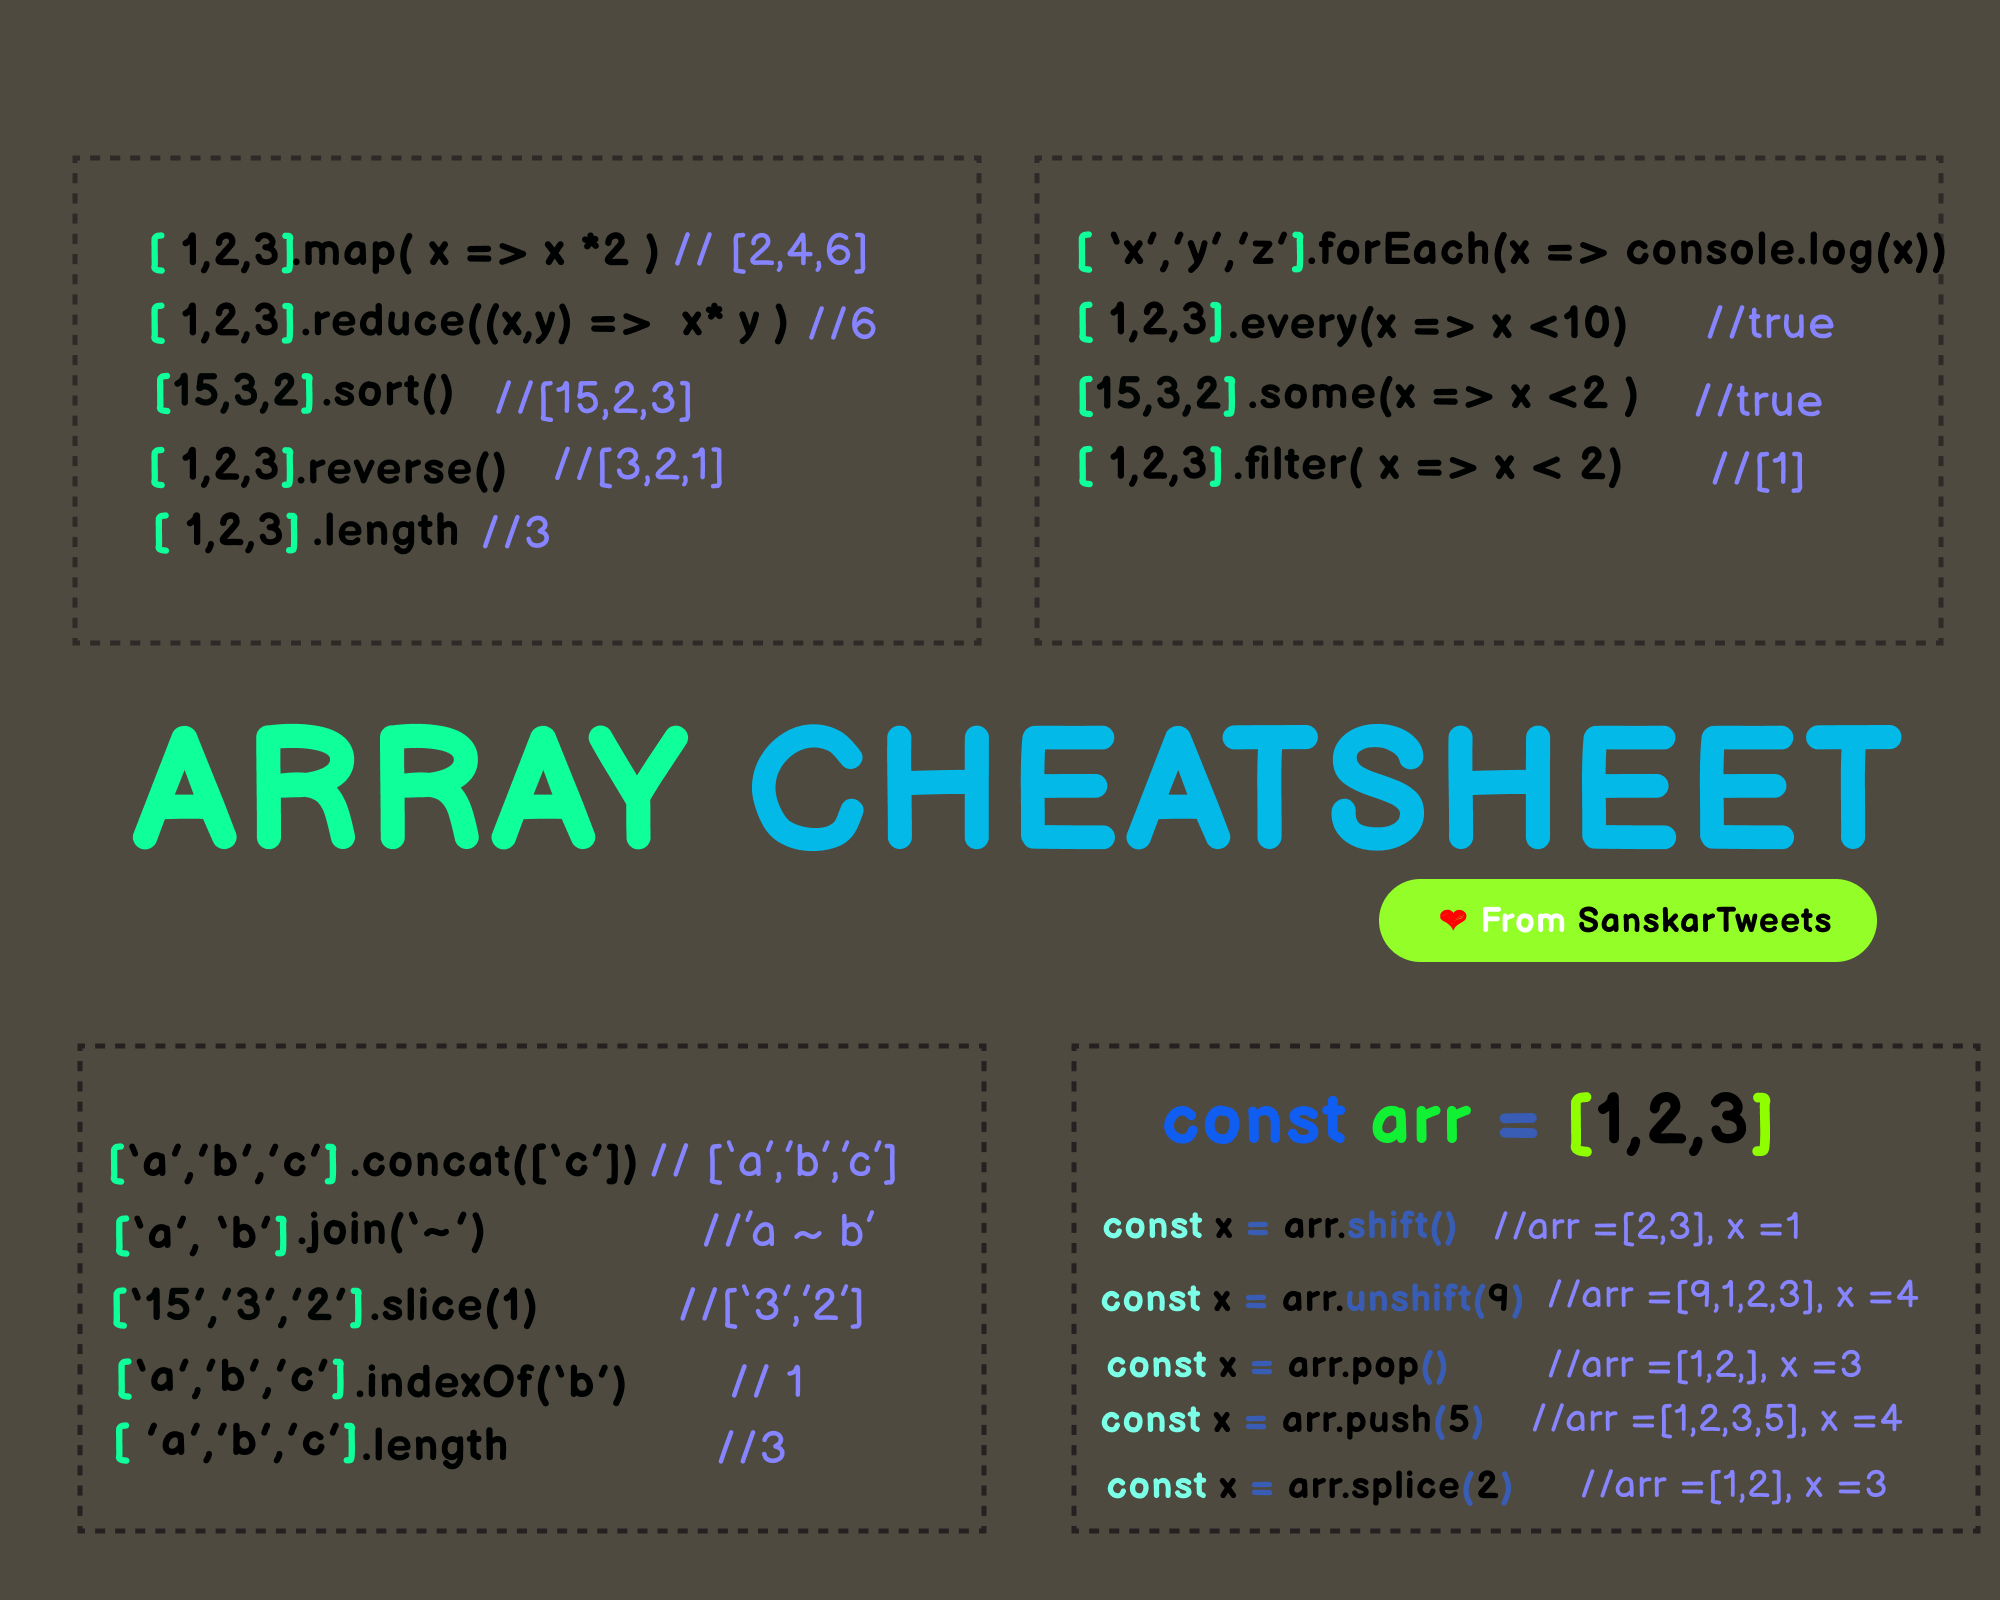 [ 1,2,3].map( x => x *2 ) // [2,4,6]
[ 1,2,3].reduce((x,y) => x* y ) //6
[15,3,2].sort() //[15,2,3]
[ 1,2,3].reverse() //[3,2,1]
[ 1,2,3] .length //3
[ ‘x’,’y’,’z’].forEach(x => console.log(x))
[ 1,2,3].every(x => x <10) //true
[15,3,2] .some(x => x <2 ) //true
[ 1,2,3] .filter( x => x < 2) //[1]
ARRAY CHEATSHEET
❤ From SanskarTweets
[‘a’,’b’,’c’] .concat([‘c’]) // [‘a’,’b’,’c’]
[‘a’, ‘b’].join(‘~’) //’a ~ b’
[‘15’,’3’,’2’].slice(1) //[‘3’,’2’]
[‘a’,’b’,’c’].indexOf(‘b’) // 1
[ ’a’,’b’,’c’].length //3
const arr = [1,2,3]
const x = arr.shift() //arr =[2,3], x =1
const x = arr.unshift(9) //arr =[9,1,2,3], x =4
const x = arr.pop() //arr =[1,2,], x =3
const x = arr.push(5) //arr =[1,2,3,5], x =4
const x = arr.splice(2) //arr =[1,2], x =3